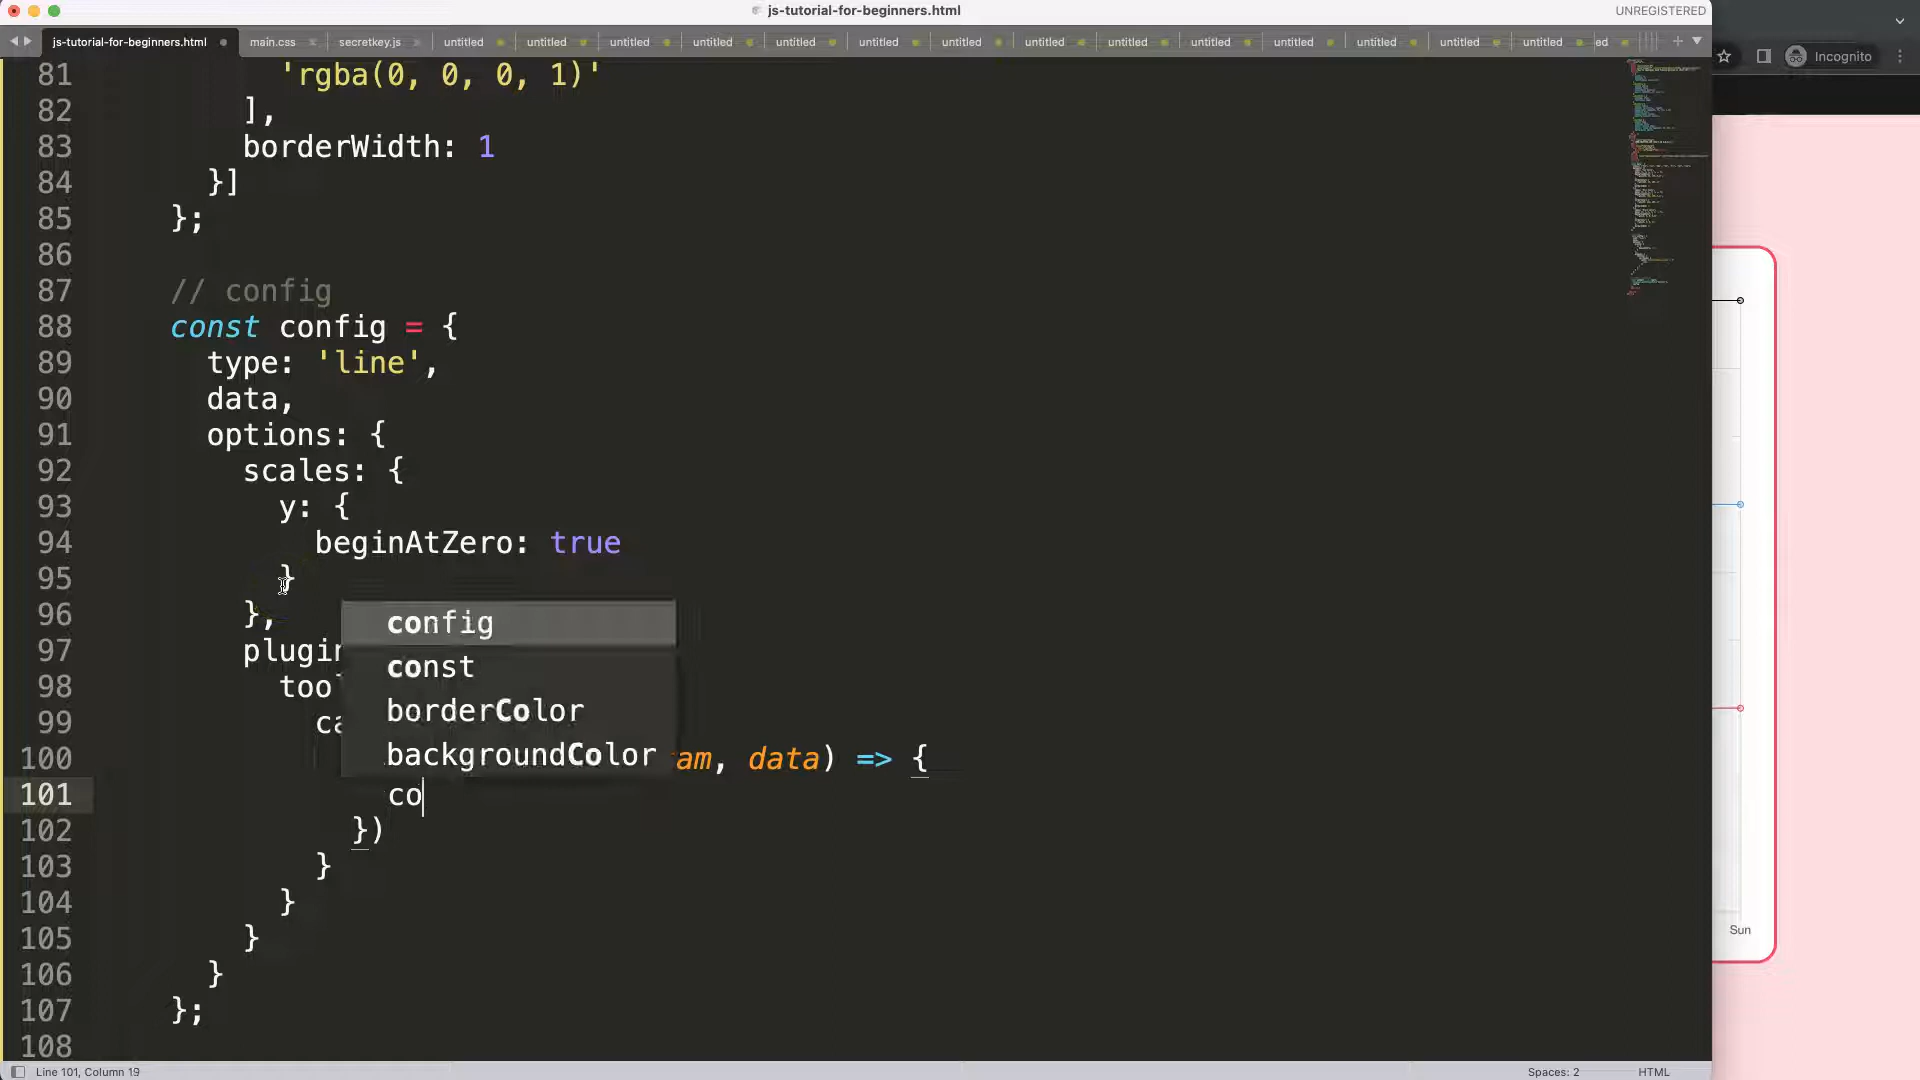 js-tutorial-for-beginners.html
UNREGISTERED
js-tutorial-for-beginners.html main.css secretkey.js untitled untitled untitled untitled untitled untitled untitled untitled untitled untitled untitled untitled untitled untitled ed
Incognito
81 'rgba(0, 0, 0, 1)'
82 ],
83 borderWidth: 1
84 }]
85 };
86
87 // config
88 const config = {
89 type: 'line',
90 data,
91 options: {
92 scales: {
93 y: {
94 beginAtZero: true
95 }
96 },
config
97 plugin
const
98 too
borderColor
99 ca
backgroundColor
100 am, data) => {
101 co
102 })
103 }
104 }
105 }
106 }
107 };
108
Sun
Line 101, Column 19
Spaces: 2
HTML